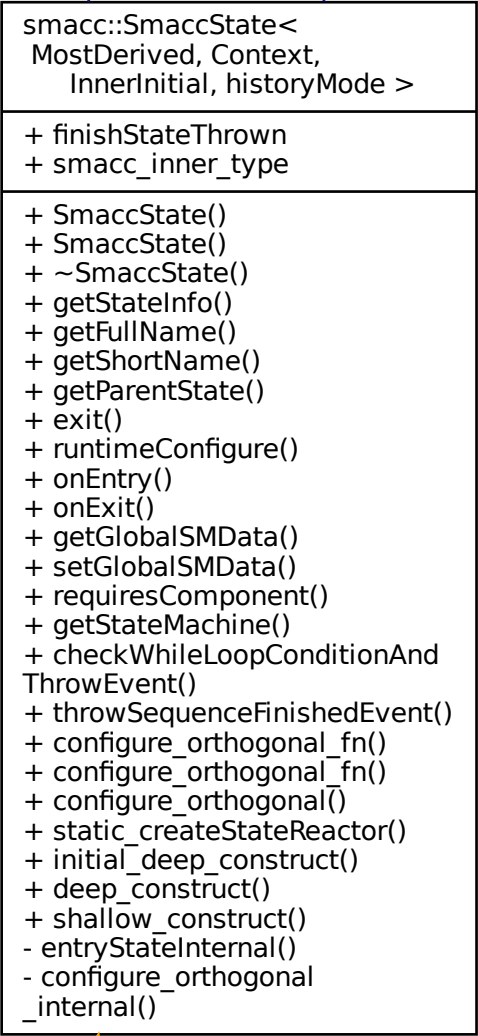 smacc::SmaccState<
MostDerived, Context,
InnerInitial, historyMode >
+ finishStateThrown
+ smacc_inner_type
+ SmaccState()
+ SmaccState()
+ ~SmaccState()
+ getStateInfo()
+ getFullName()
+ getShortName()
+ getParentState()
+ exit()
+ runtimeConfigure()
+ onEntry()
+ onExit()
+ getGlobalSMData()
+ setGlobalSMData()
+ requiresComponent()
+ getStateMachine()
+ checkWhileLoopConditionAnd
ThrowEvent()
+ throwSequenceFinishedEvent()
+ configure_orthogonal_fn()
+ configure_orthogonal_fn()
+ configure_orthogonal()
+ static_createStateReactor()
+ initial_deep_construct()
+ deep_construct()
+ shallow_construct()
- entryStateInternal()
- configure_orthogonal
_internal()